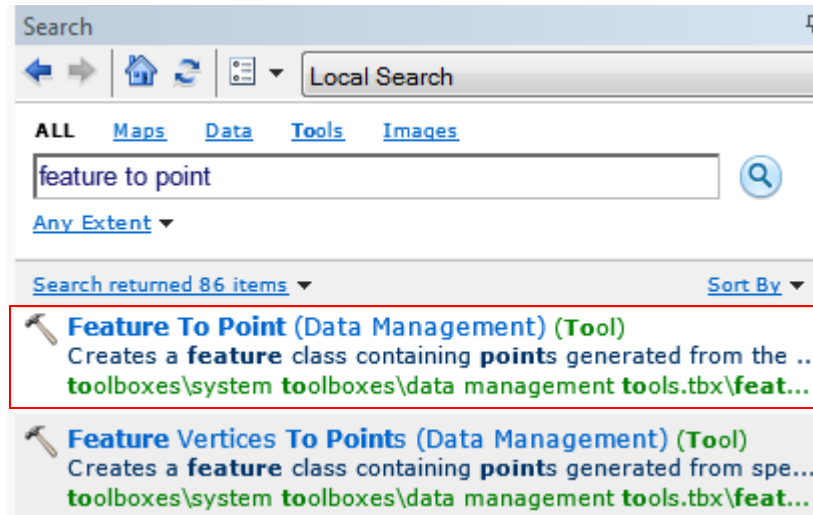 Search
Local Search
ALL Maps Data Tools Images
feature to point
Any Extent
Search returned 86 items Sort By
Feature To Point (Data Management) (Tool)
Creates a feature class containing points generated from the ..
toolboxes\system toolboxes\data management tools.tbx\feat...
Feature Vertices To Points (Data Management) (Tool)
Creates a feature class containing points generated from spe...
toolboxes\system toolboxes\data management tools.tbx\feat...